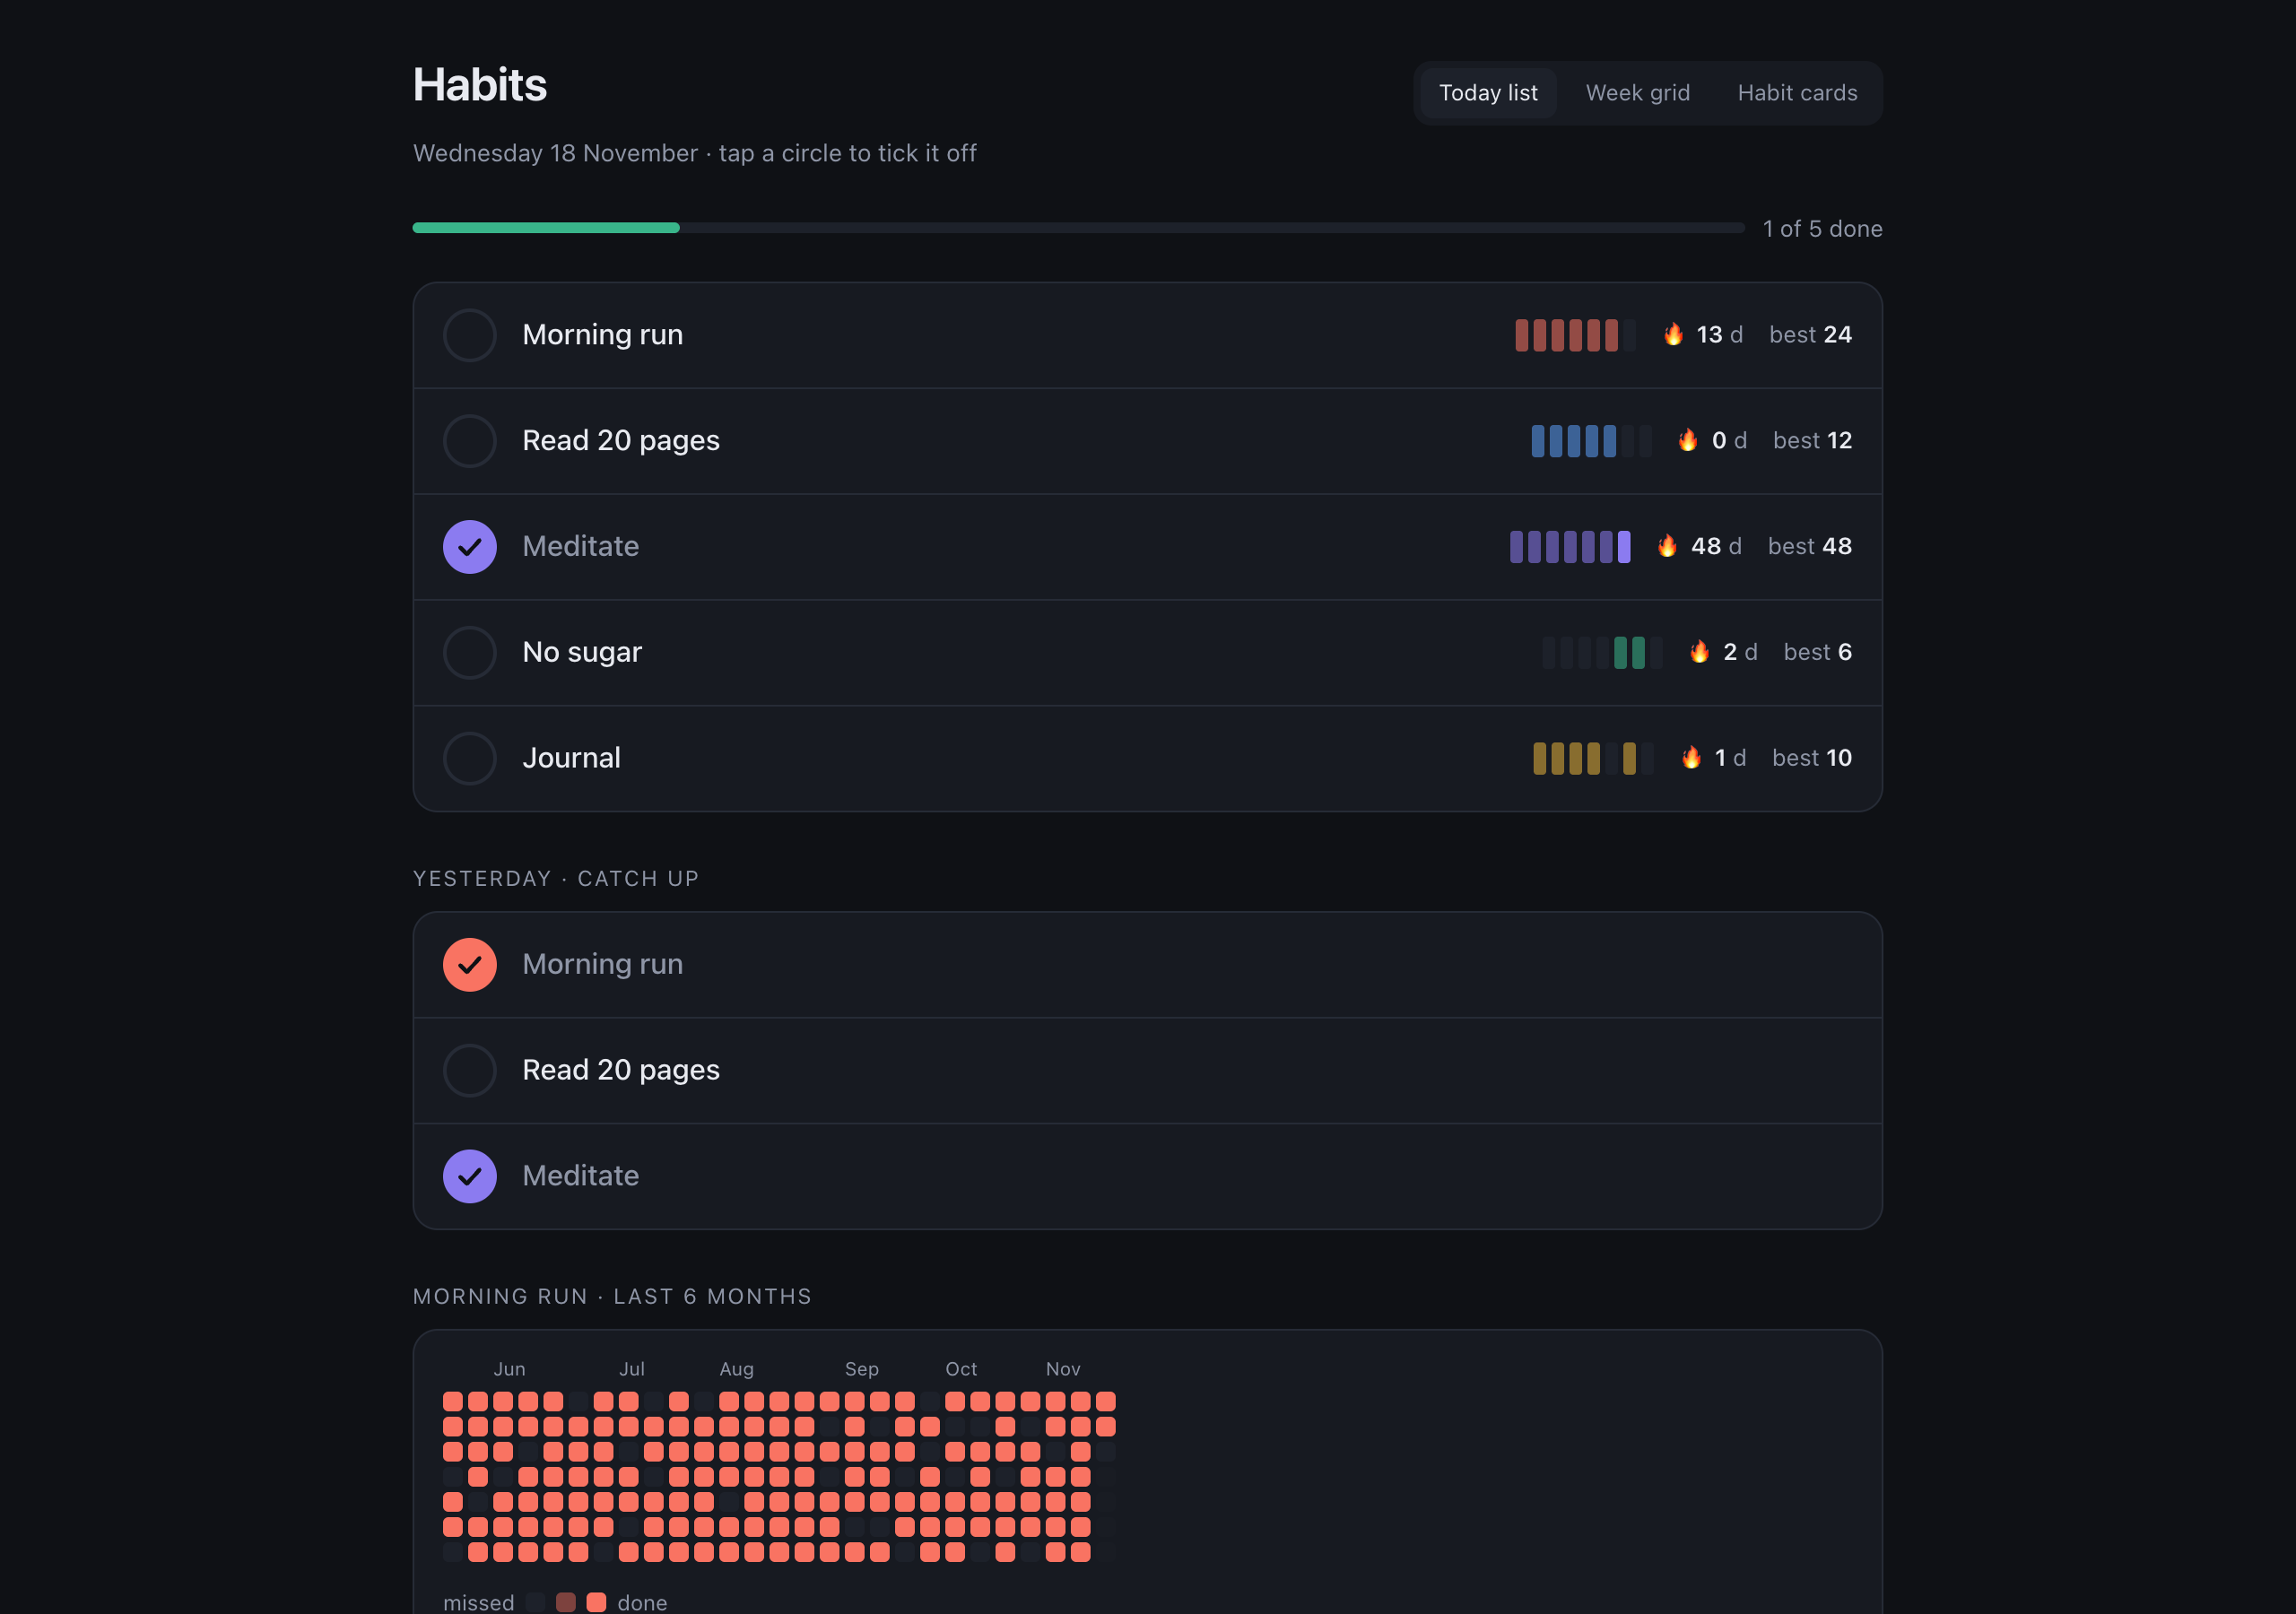 Habits
Today list Week grid Habit cards
Wednesday 18 November · tap a circle to tick it off
1 of 5 done
Morning run 13 d best 24
Read 20 pages 0 d best 12
Meditate 48 d best 48
No sugar 2 d best 6
Journal 1 d best 10
YESTERDAY · CATCH UP
Morning run
Read 20 pages
Meditate
MORNING RUN · LAST 6 MONTHS
Jun Jul Aug Sep Oct Nov
missed done